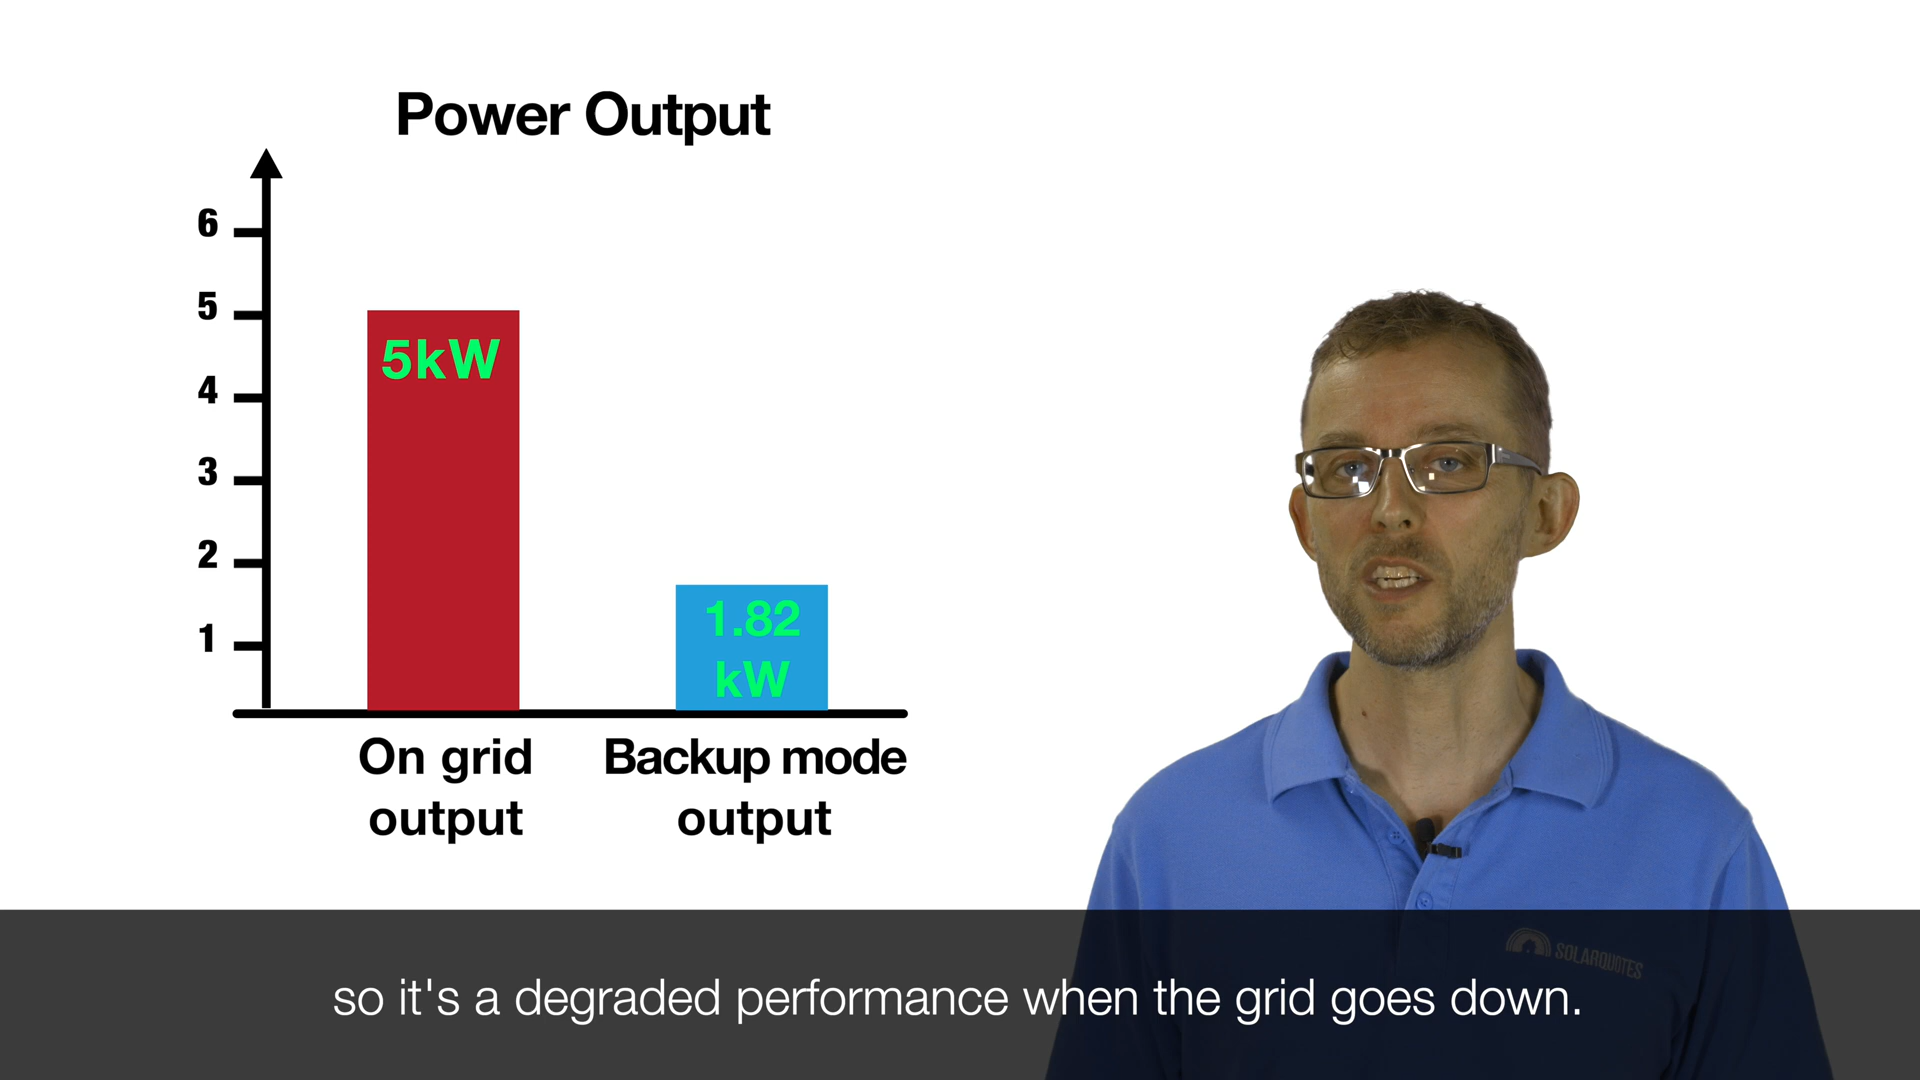 Power Output
6
5
4
3
2
1
5kW
1.82
kW
On grid
output
Backup mode
output
SOLARQUOTES
so it's a degraded performance when the grid goes down.